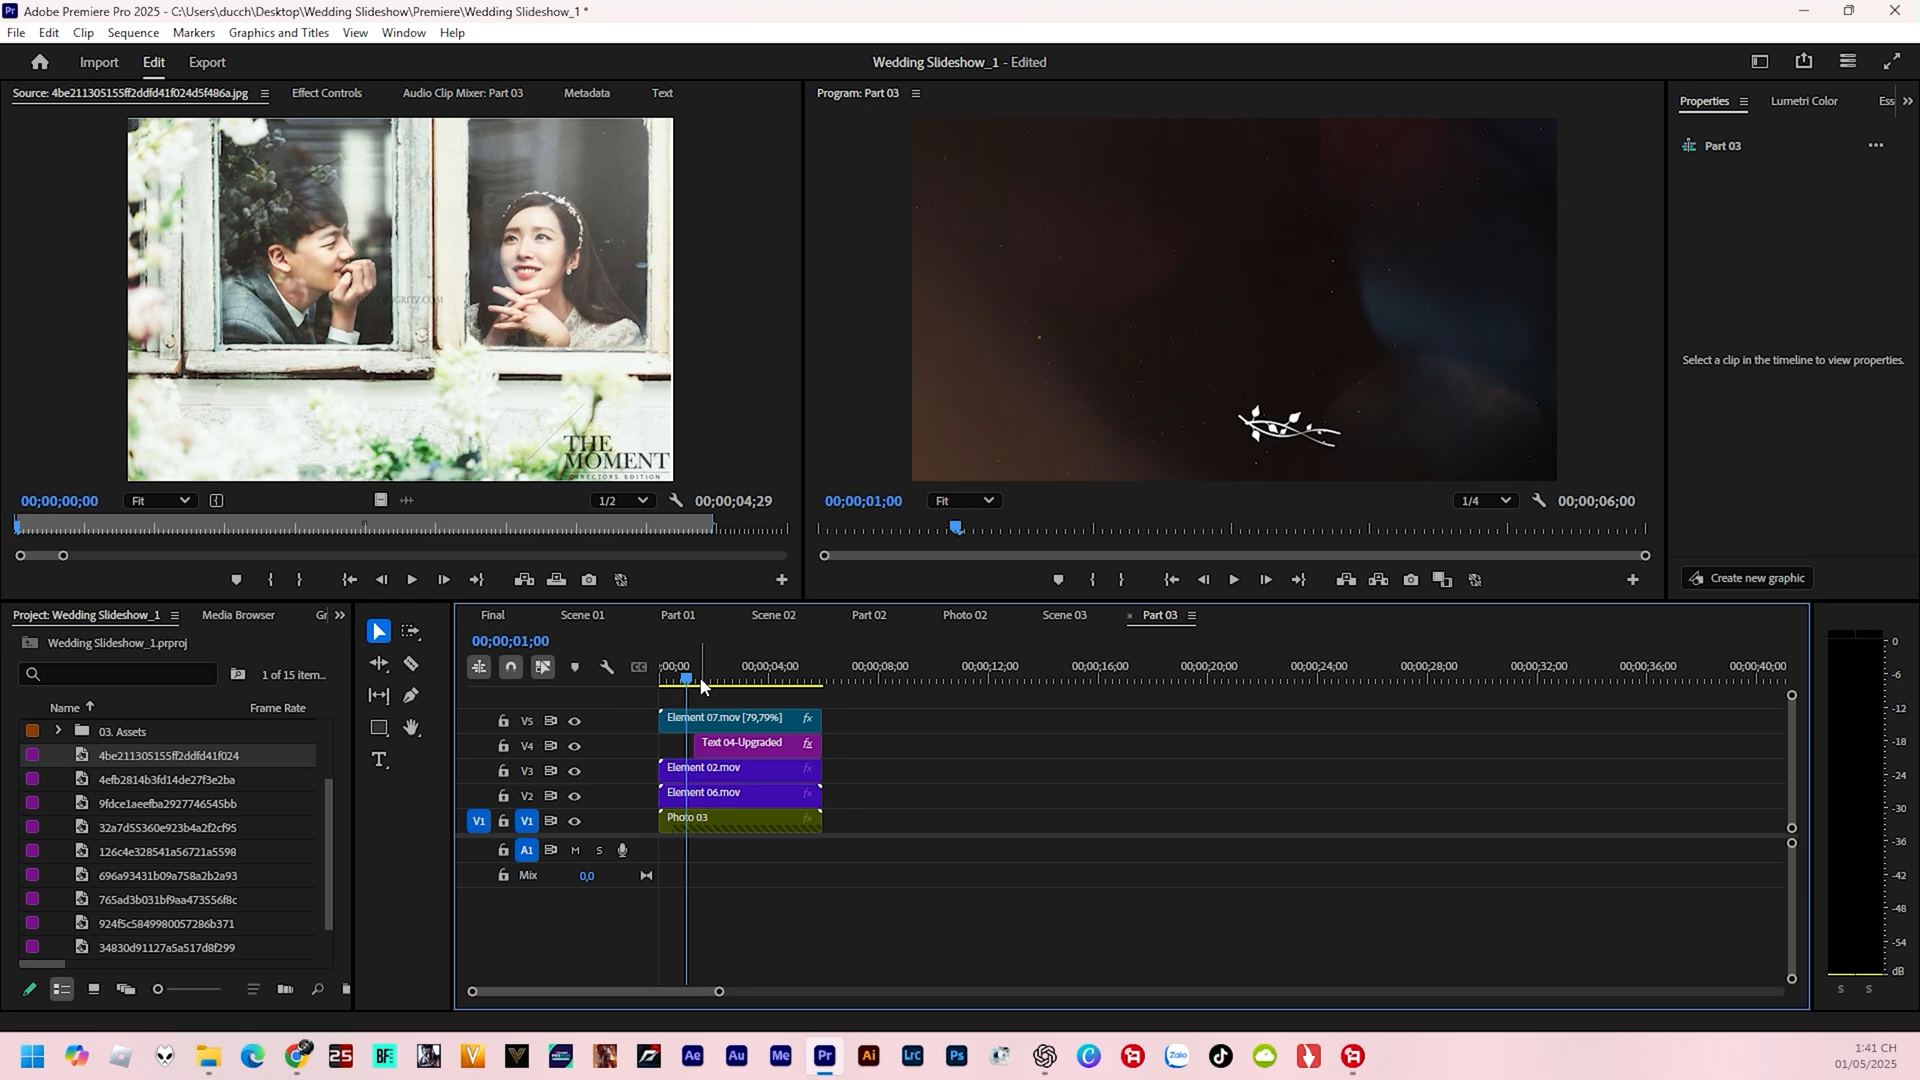 Adobe Premiere Pro 2025 - C:\Users\ducch\Desktop\Wedding Slideshow\Premiere\Wedding Slideshow_1 *
File Edit Clip Sequence Markers Graphics and Titles View Window Help
Import Edit Export
Wedding Slideshow_1 - Edited
Source: 4be211305155ff2ddfd41f024d5f486a.jpg Effect Controls Audio Clip Mixer: Part 03 Metadata Text
THE
MOMENT
DIRECTORS EDITION
00;00;00;00 Fit 1/2 00;00;04;29
Program: Part 03
00;00;01;00 Fit 1/4 00;00;06;00
Properties Lumetri Color Ess
Part 03
Select a clip in the timeline to view properties.
Create new graphic
Project: Wedding Slideshow_1 Media Browser Gr
Wedding Slideshow_1.prproj
1 of 15 item...
Name Frame Rate
03. Assets
4be211305155ff2ddfd41f024
4efb2814b3fd14de27f3e2ba
9fdce1aeefba2927746545bb
32a7d55360e923b4a2f2cf95
126c4e328541a56721a5598
696a93431b09a758a2b2a93
765ad3b031bf9aa473556f8c
924f5c5849980057286b371
34830d91127a5a517d8f299
Final Scene 01 Part 01 Scene 02 Part 02 Photo 02 Scene 03 Part 03
00;00;01;00
CC ;00;00 00;00;04;00 00;00;08;00 00;00;12;00 00;00;16;00 00;00;20;00 00;00;24;00 00;00;28;00 00;00;32;00 00;00;36;00 00;00;40;00
V5 Element 07.mov [79,79%] fx
V4 Text 04-Upgraded fx
V3 Element 02.mov fx
V2 Element 06.mov fx
V1 V1 Photo 03 fx
A1 M S
Mix 0,0
0
-6
-12
-18
-24
-30
-36
-42
-48
-54
dB
S S
25 BF Ae Au Me Pr Ai Lrc Ps Zalo
1:41 CH
01/05/2025